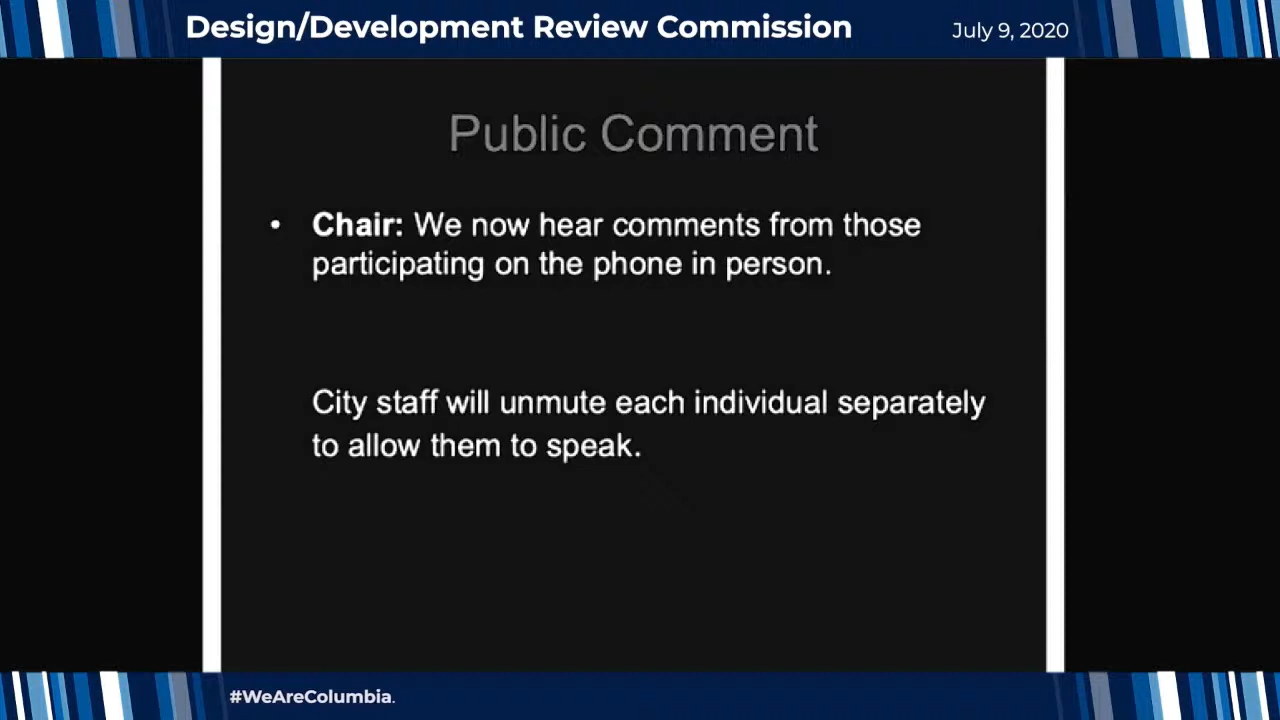 Design/Development Review Commission
July 9, 2020
Public Comment
• Chair: We now hear comments from those
participating on the phone in person.
City staff will unmute each individual separately
to allow them to speak.
#WeAreColumbia.